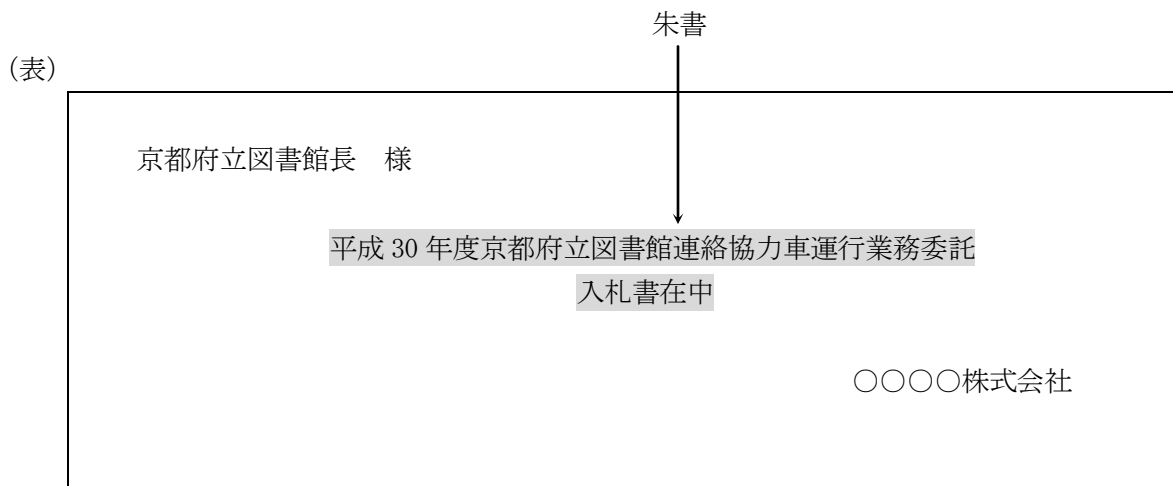 朱書
(表)
京都府立図書館長　様
平成 30 年度京都府立図書館連絡協力車運行業務委託
入札書在中
○○○○株式会社